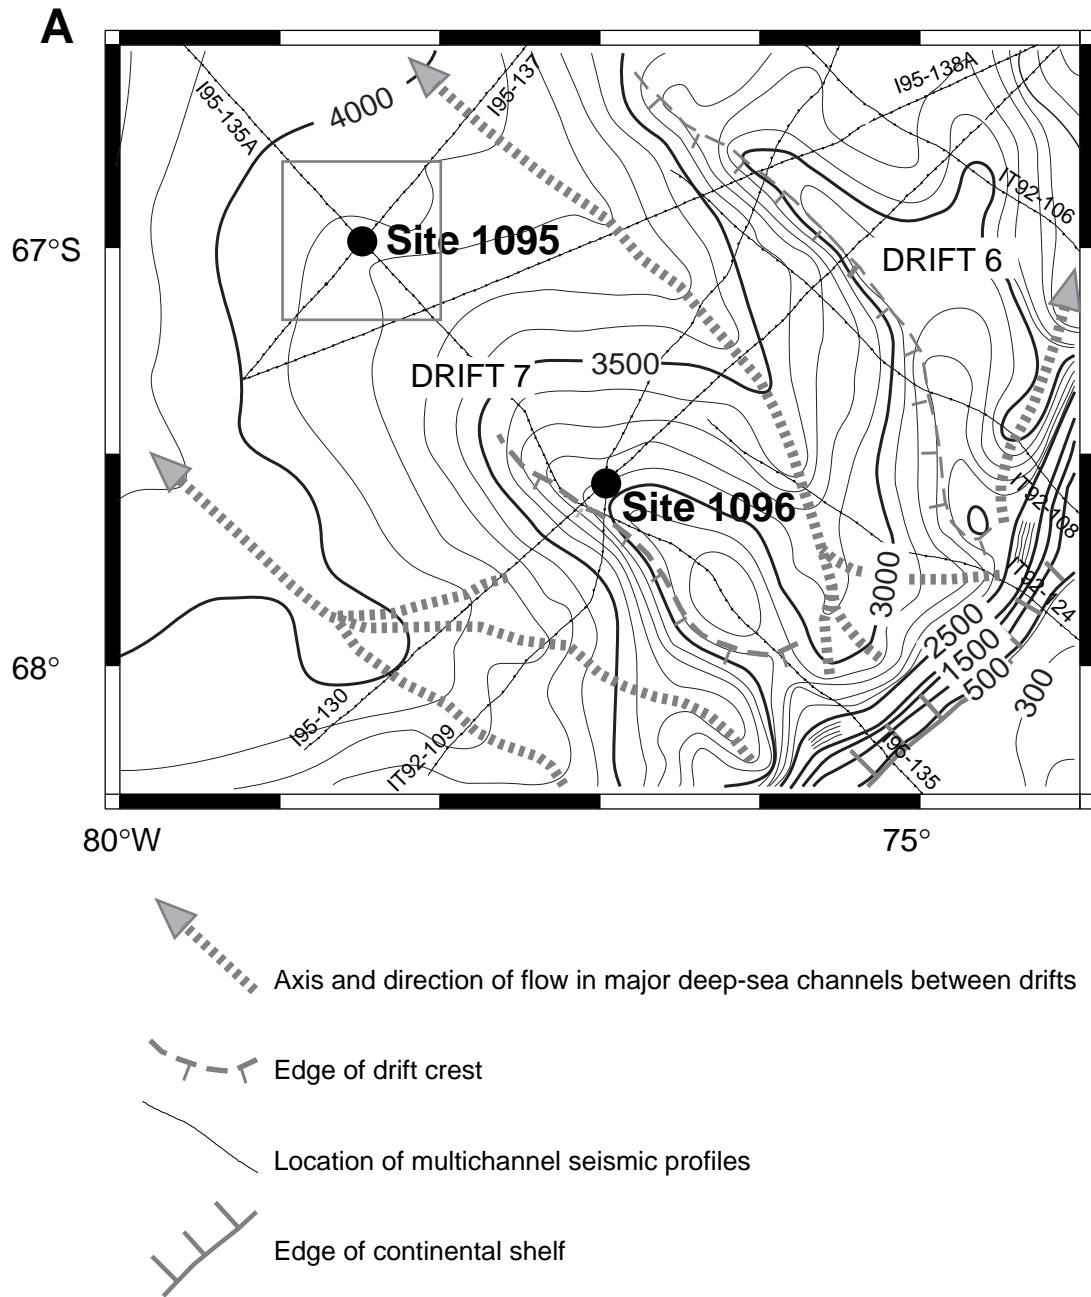 A
I95-135A
4000
I95-137
I95-138A
IT92-106
67°S
Site 1095
DRIFT 6
DRIFT 7
3500
Site 1096
IT92-108
IT92-124
3000
2500
1500
500
300
68°
I95-130
IT92-109
I95-135
80°W
75°
Axis and direction of flow in major deep-sea channels between drifts
Edge of drift crest
Location of multichannel seismic profiles
Edge of continental shelf